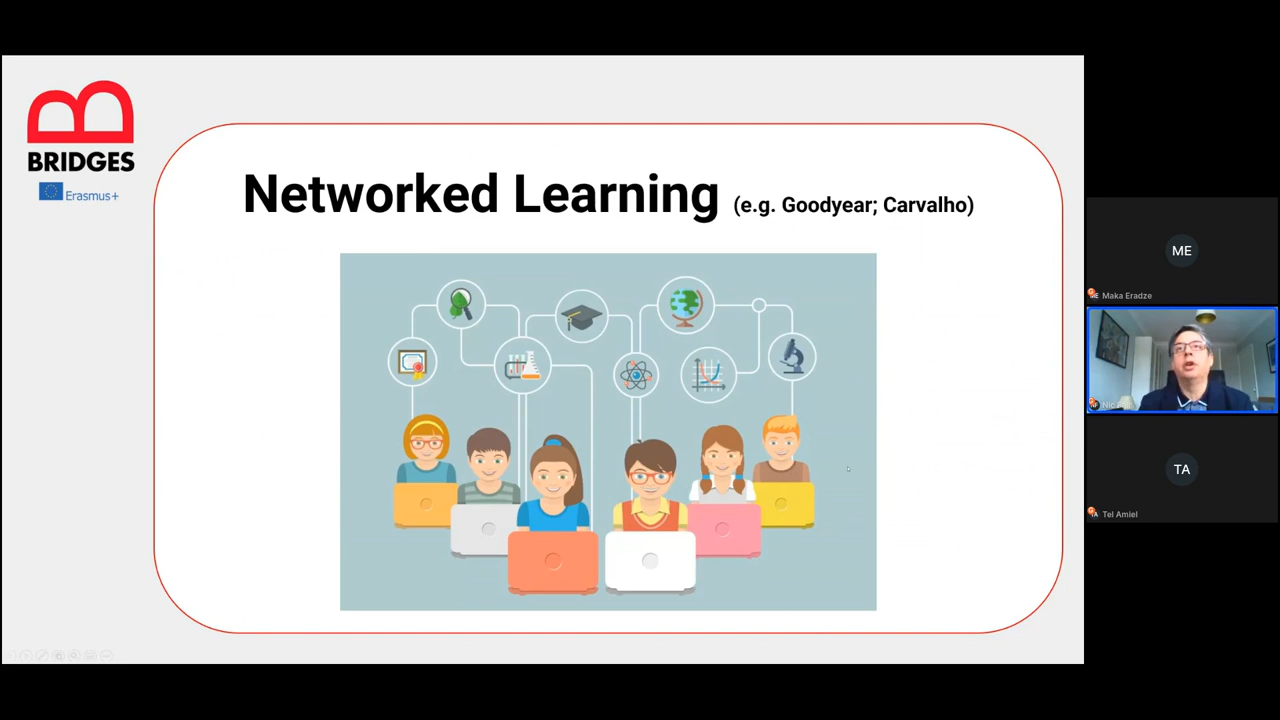 BRIDGES
Erasmus+
Networked Learning (e.g. Goodyear; Carvalho)
ME
Maka Eradze
TA
Tel Amiel